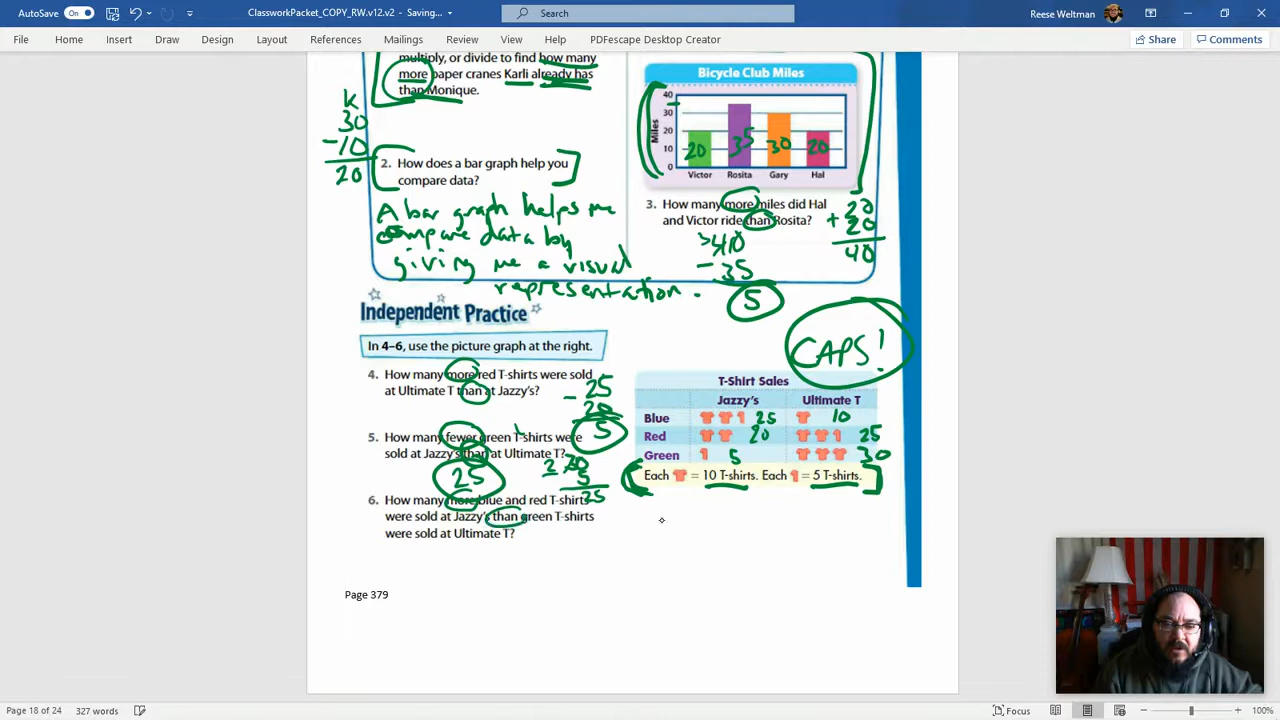 AutoSave On ClassworkPacket_COPY_RW.v12.v2 - Saving... Search Reese Weltman
File Home Insert Draw Design Layout References Mailings Review View Help PDFescape Desktop Creator Share Comments
multiply, or divide to find how many
more paper cranes Karli already has
than Monique.
K
30
-10
20
2. How does a bar graph help you
compare data?
A bar graph helps me
compare data by
giving me a visual
representation.
Bicycle Club Miles
Miles
40
30
20
10
0
20 35 30 20
Victor Rosita Gary Hal
3. How many more miles did Hal
and Victor ride than Rosita?
20
+20
40
3 410
-35
5
Independent Practice
CAPS!
In 4–6, use the picture graph at the right.
4. How many more red T-shirts were sold
at Ultimate T than at Jazzy's?
-25
20
5
5. How many fewer green T-shirts were
sold at Jazzy's than at Ultimate T?
25
2 30
5
25
6. How many more blue and red T-shirts
were sold at Jazzy's than green T-shirts
were sold at Ultimate T?
T-Shirt Sales
Jazzy's Ultimate T
Blue 25 10
Red 20 25
Green 5 30
Each = 10 T-shirts. Each = 5 T-shirts.
Page 379
Page 18 of 24 327 words Focus 100%